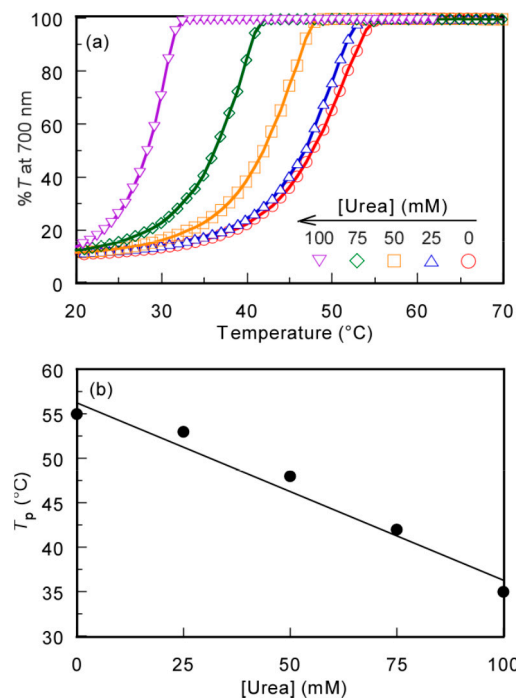 (a)
100
80
60
40
20
0
%T at 700 nm
[Urea] (mM)
100 75 50 25 0
20 30 40 50 60 70
Temperature (°C)
(b)
60
55
50
45
40
35
30
Tp (°C)
0 25 50 75 100
[Urea] (mM)